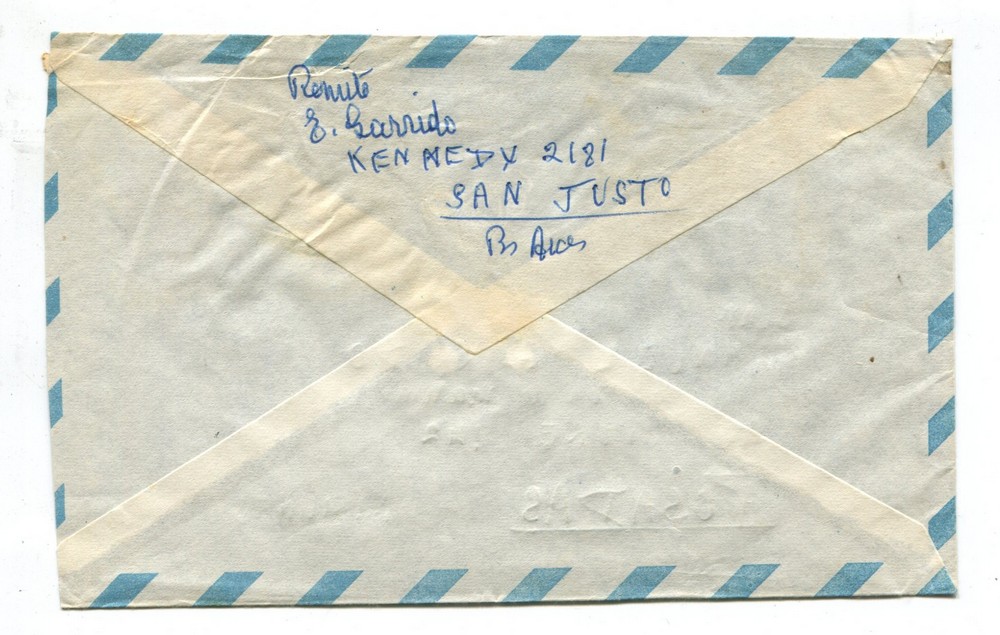 Remite
E. Garrido
KENNEDY 2181
SAN JUSTO
Bs Aires